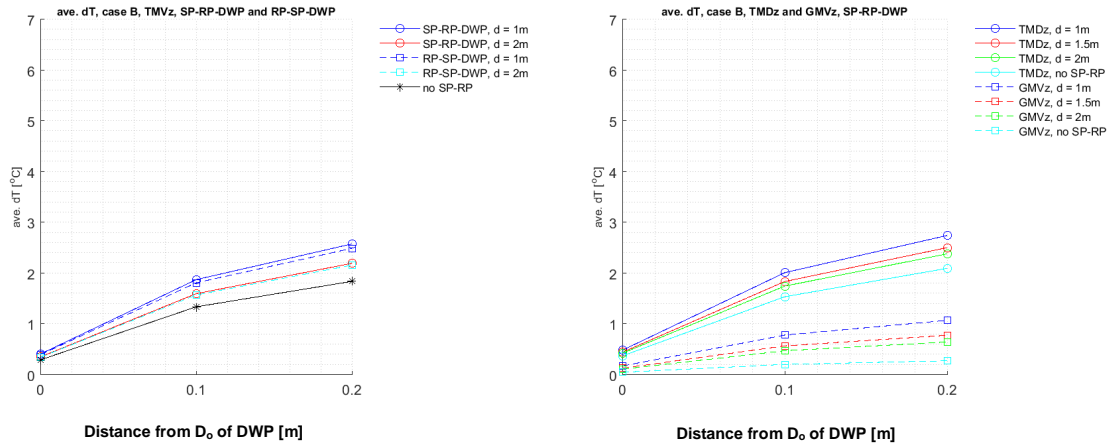 ave. dT, case B, TMVz, SP-RP-DWP and RP-SP-DWP
7
6
5
4
3
2
1
0
ave. dT [°C]
0
0.1
0.2
Distance from Do of DWP [m]
SP-RP-DWP, d = 1m
SP-RP-DWP, d = 2m
RP-SP-DWP, d = 1m
RP-SP-DWP, d = 2m
no SP-RP
ave. dT, case B, TMDz and GMVz, SP-RP-DWP
7
6
5
4
3
2
1
0
ave. dT [°C]
0
0.1
0.2
Distance from Do of DWP [m]
TMDz, d = 1m
TMDz, d = 1.5m
TMDz, d = 2m
TMDz, no SP-RP
GMVz, d = 1m
GMVz, d = 1.5m
GMVz, d = 2m
GMVz, no SP-RP